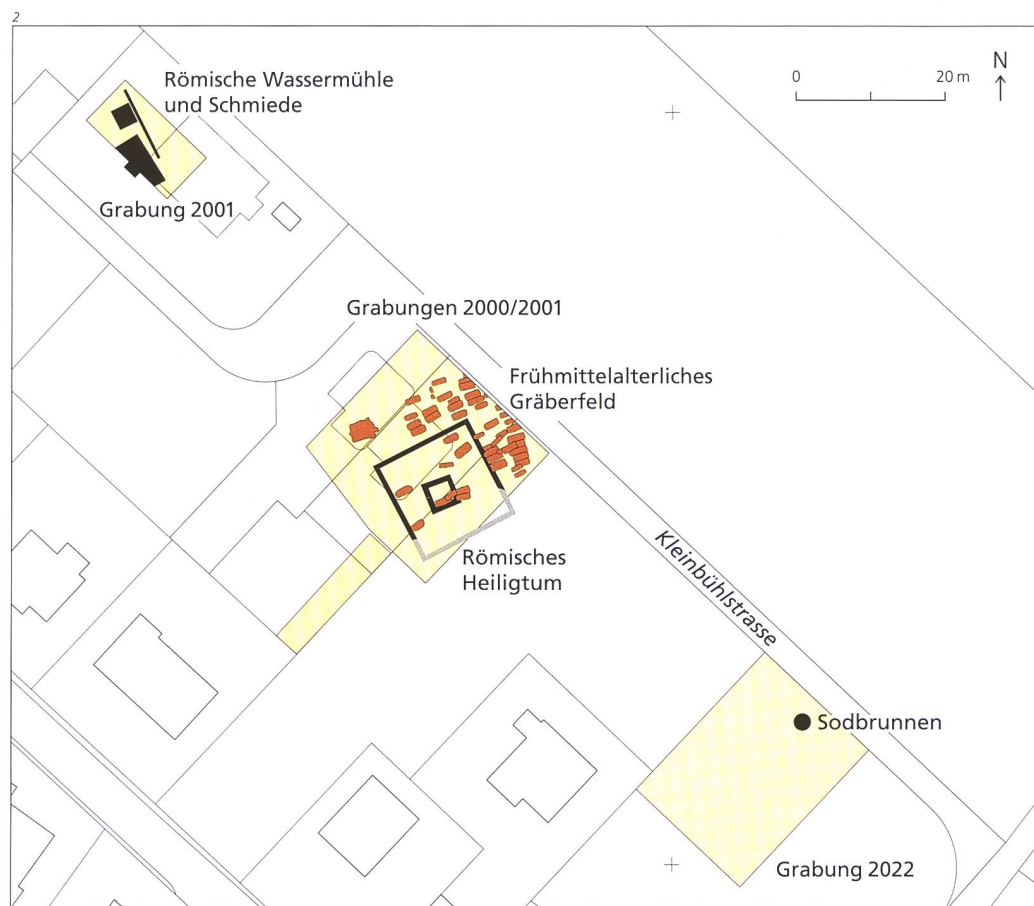 2
Römische Wassermühle
und Schmiede
0
20 m
N
Grabung 2001
Grabungen 2000/2001
Frühmittelalterliches
Gräberfeld
Römisches
Heiligtum
Kleinbühlstrasse
Sodbrunnen
Grabung 2022